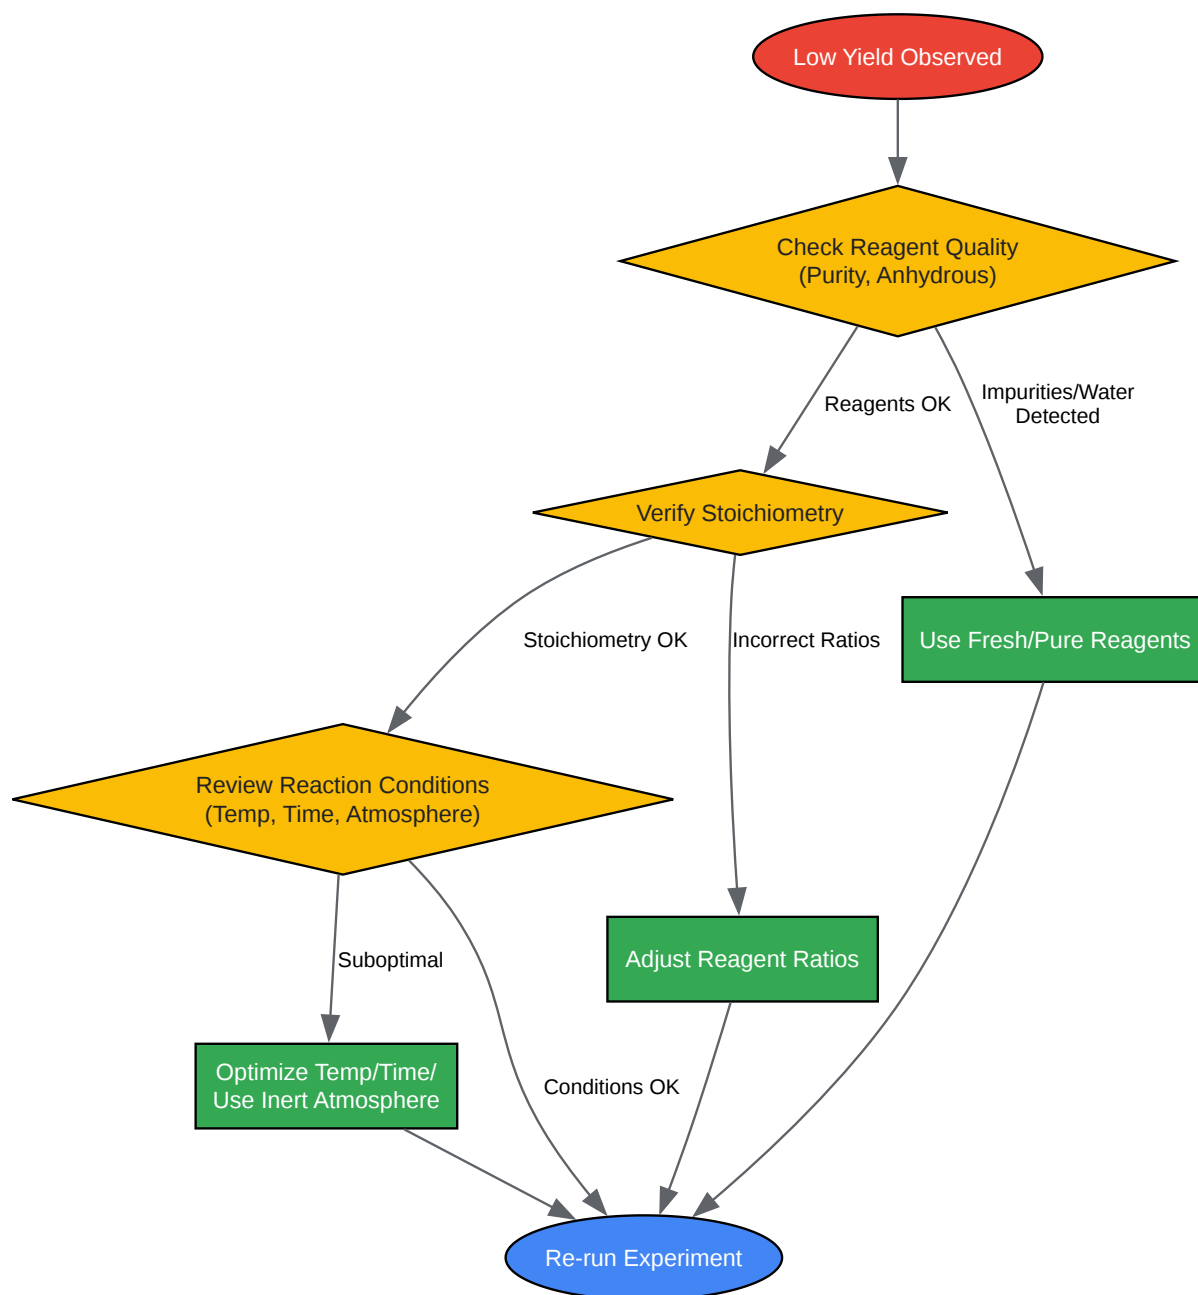 Low Yield Observed
Check Reagent Quality
(Purity, Anhydrous)
Reagents OK
Impurities/Water
Detected
Verify Stoichiometry
Stoichiometry OK
Incorrect Ratios
Use Fresh/Pure Reagents
Review Reaction Conditions
(Temp, Time, Atmosphere)
Suboptimal
Adjust Reagent Ratios
Optimize Temp/Time/
Use Inert Atmosphere
Conditions OK
Re-run Experiment